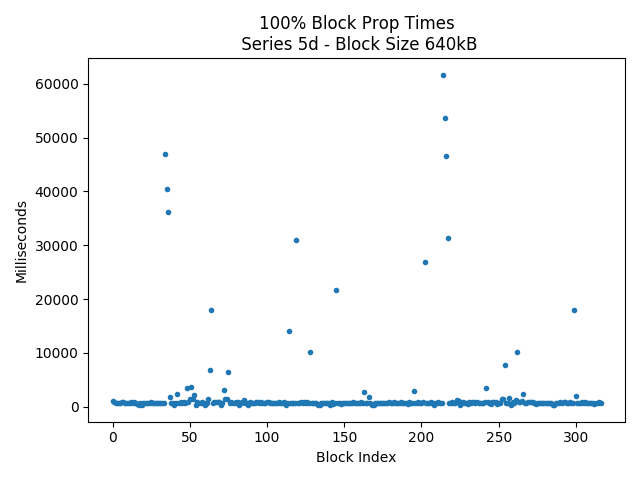 100% Block Prop Times
Series 5d - Block Size 640kB
60000
50000
40000
30000
20000
10000
0
Milliseconds
0 50 100 150 200 250 300
Block Index